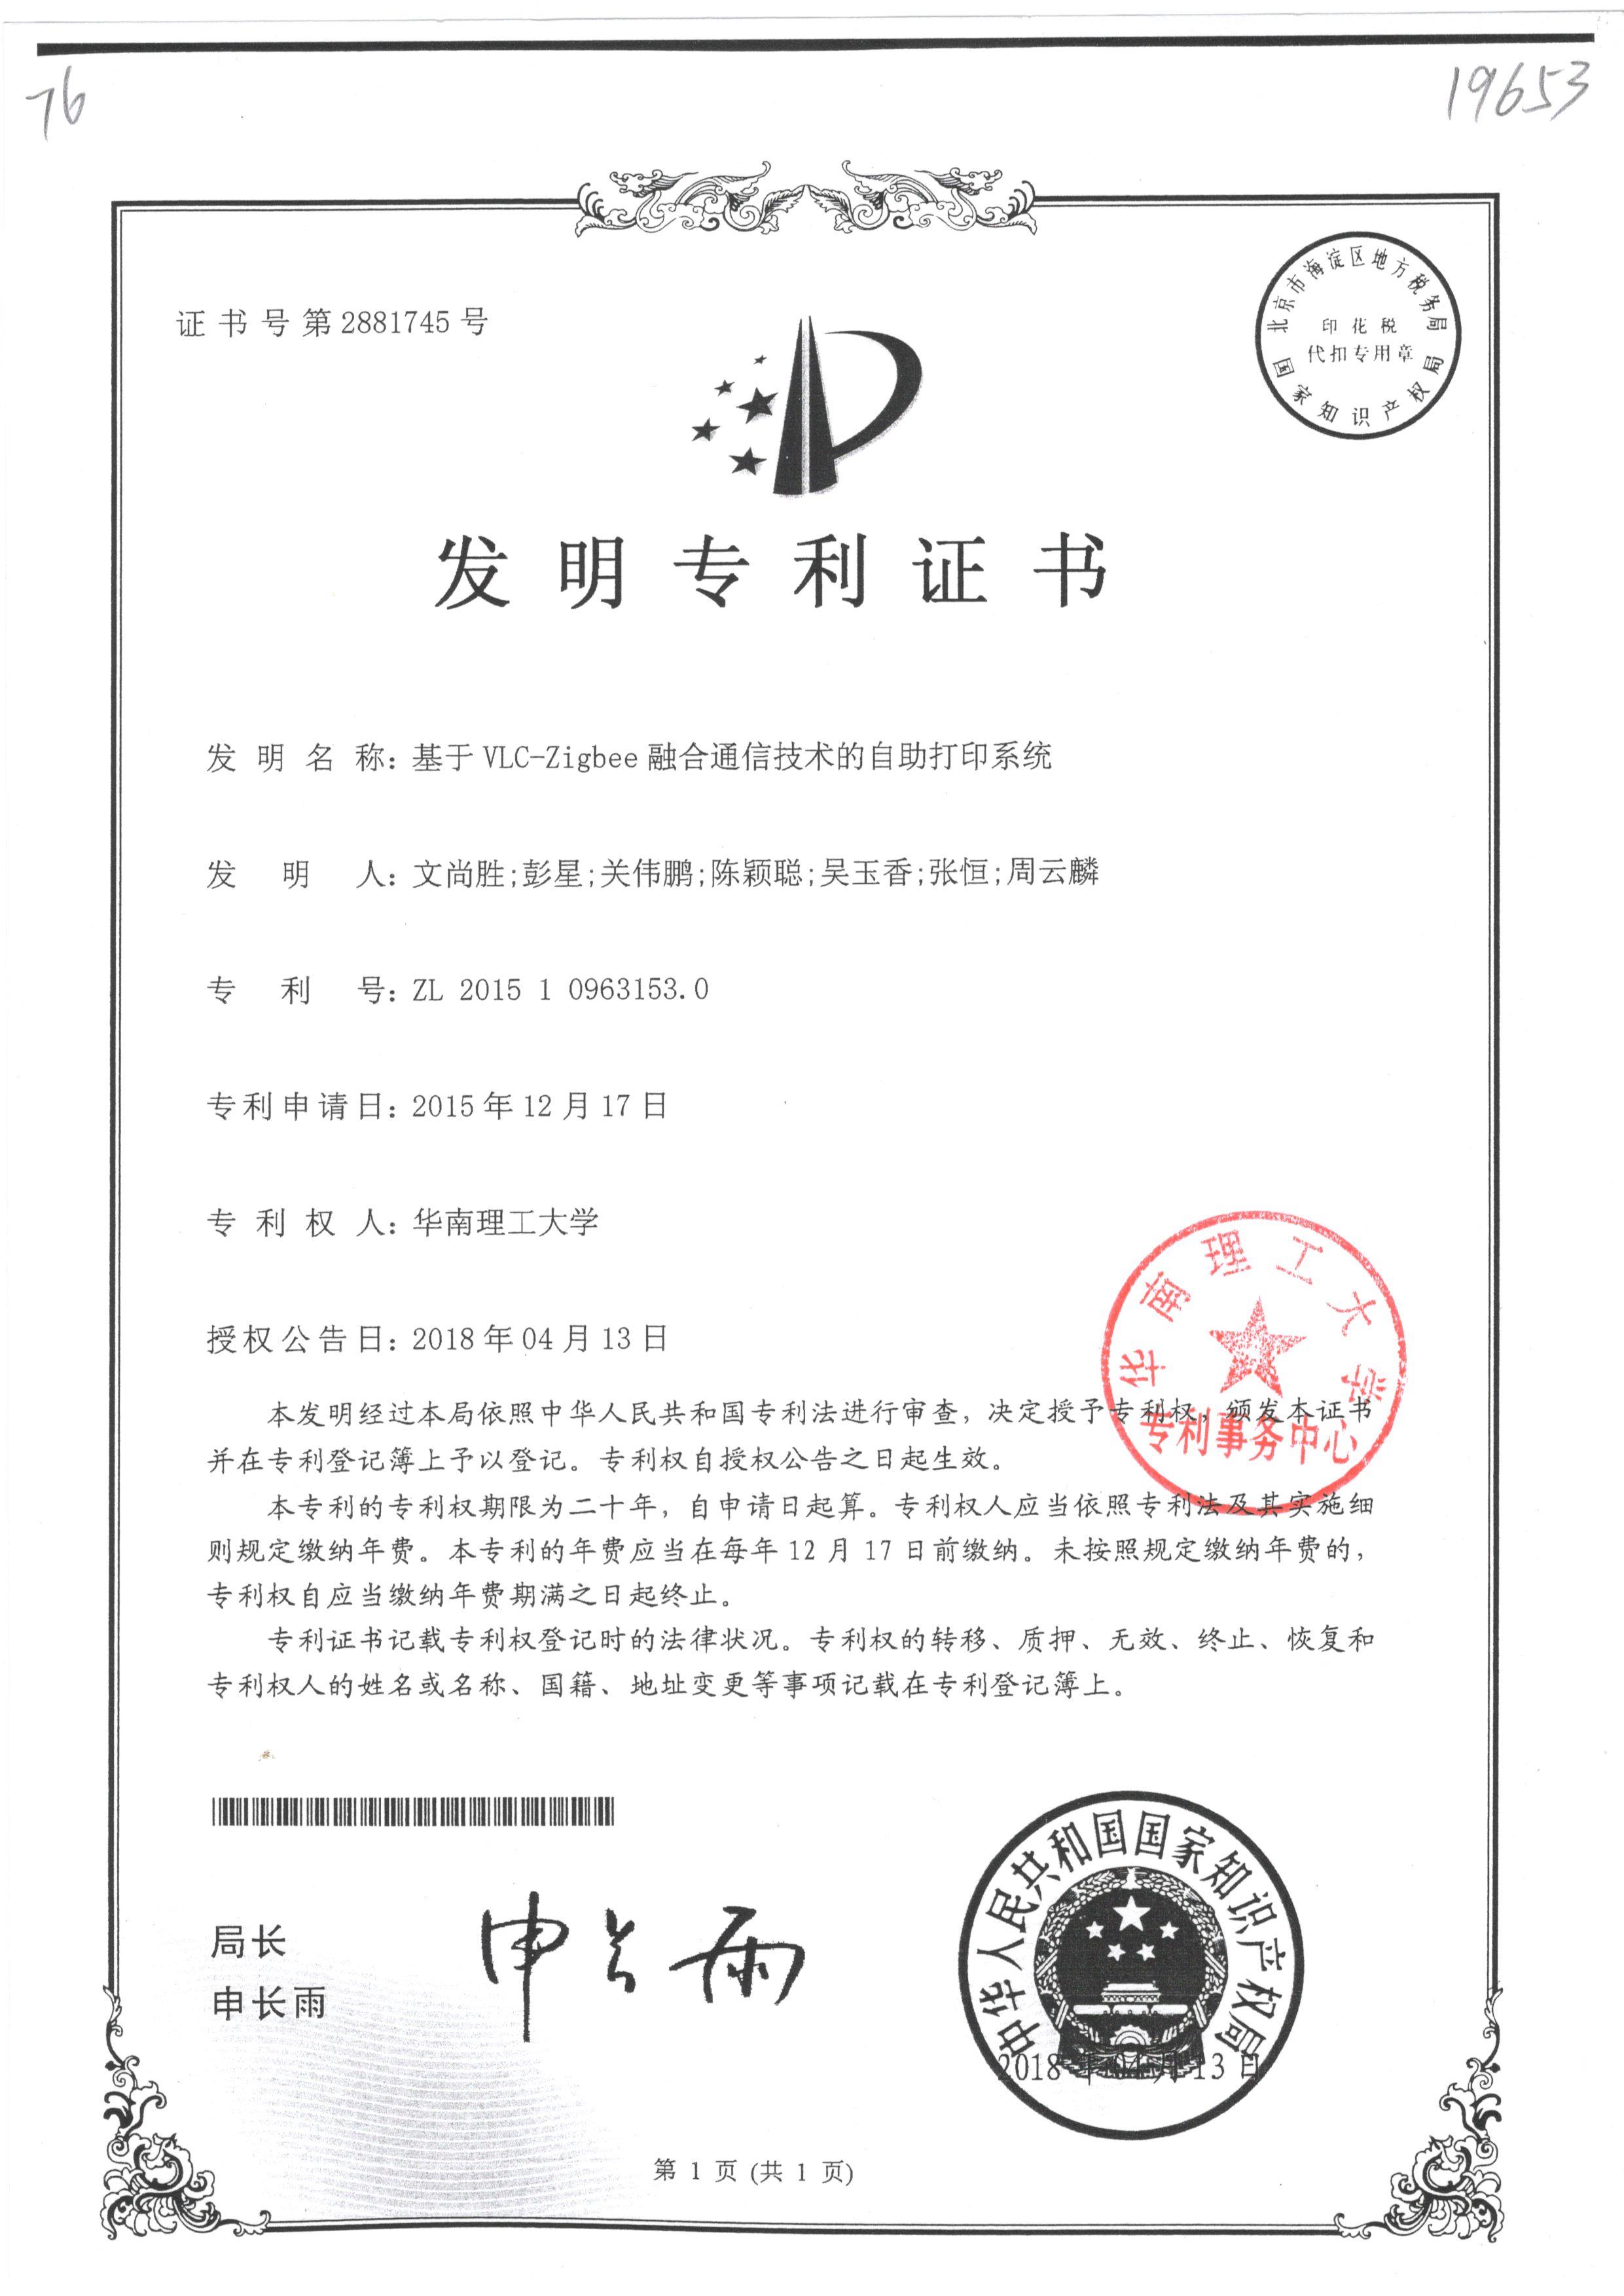 76
19653
证书号第2881745号
北京市海淀区地方税务局
印花税
代扣专用章
国家知识产权局
发明专利证书
发明名称：基于VLC-Zigbee融合通信技术的自助打印系统
发明人：文尚胜;彭星;关伟鹏;陈颖聪;吴玉香;张恒;周云麟
专利号：ZL 2015 1 0963153.0
专利申请日：2015年12月17日
专利权人：华南理工大学
授权公告日：2018年04月13日
华南理工大学
专利事务中心
本发明经过本局依照中华人民共和国专利法进行审查，决定授予专利权，颁发本证书
并在专利登记簿上予以登记。专利权自授权公告之日起生效。
本专利的专利权期限为二十年，自申请日起算。专利权人应当依照专利法及其实施细
则规定缴纳年费。本专利的年费应当在每年12月17日前缴纳。未按照规定缴纳年费的，
专利权自应当缴纳年费期满之日起终止。
专利证书记载专利权登记时的法律状况。专利权的转移、质押、无效、终止、恢复和
专利权人的姓名或名称、国籍、地址变更等事项记载在专利登记簿上。
局长
申长雨
申长雨
中华人民共和国国家知识产权局
2018年04月13日
第 1 页 (共 1 页)